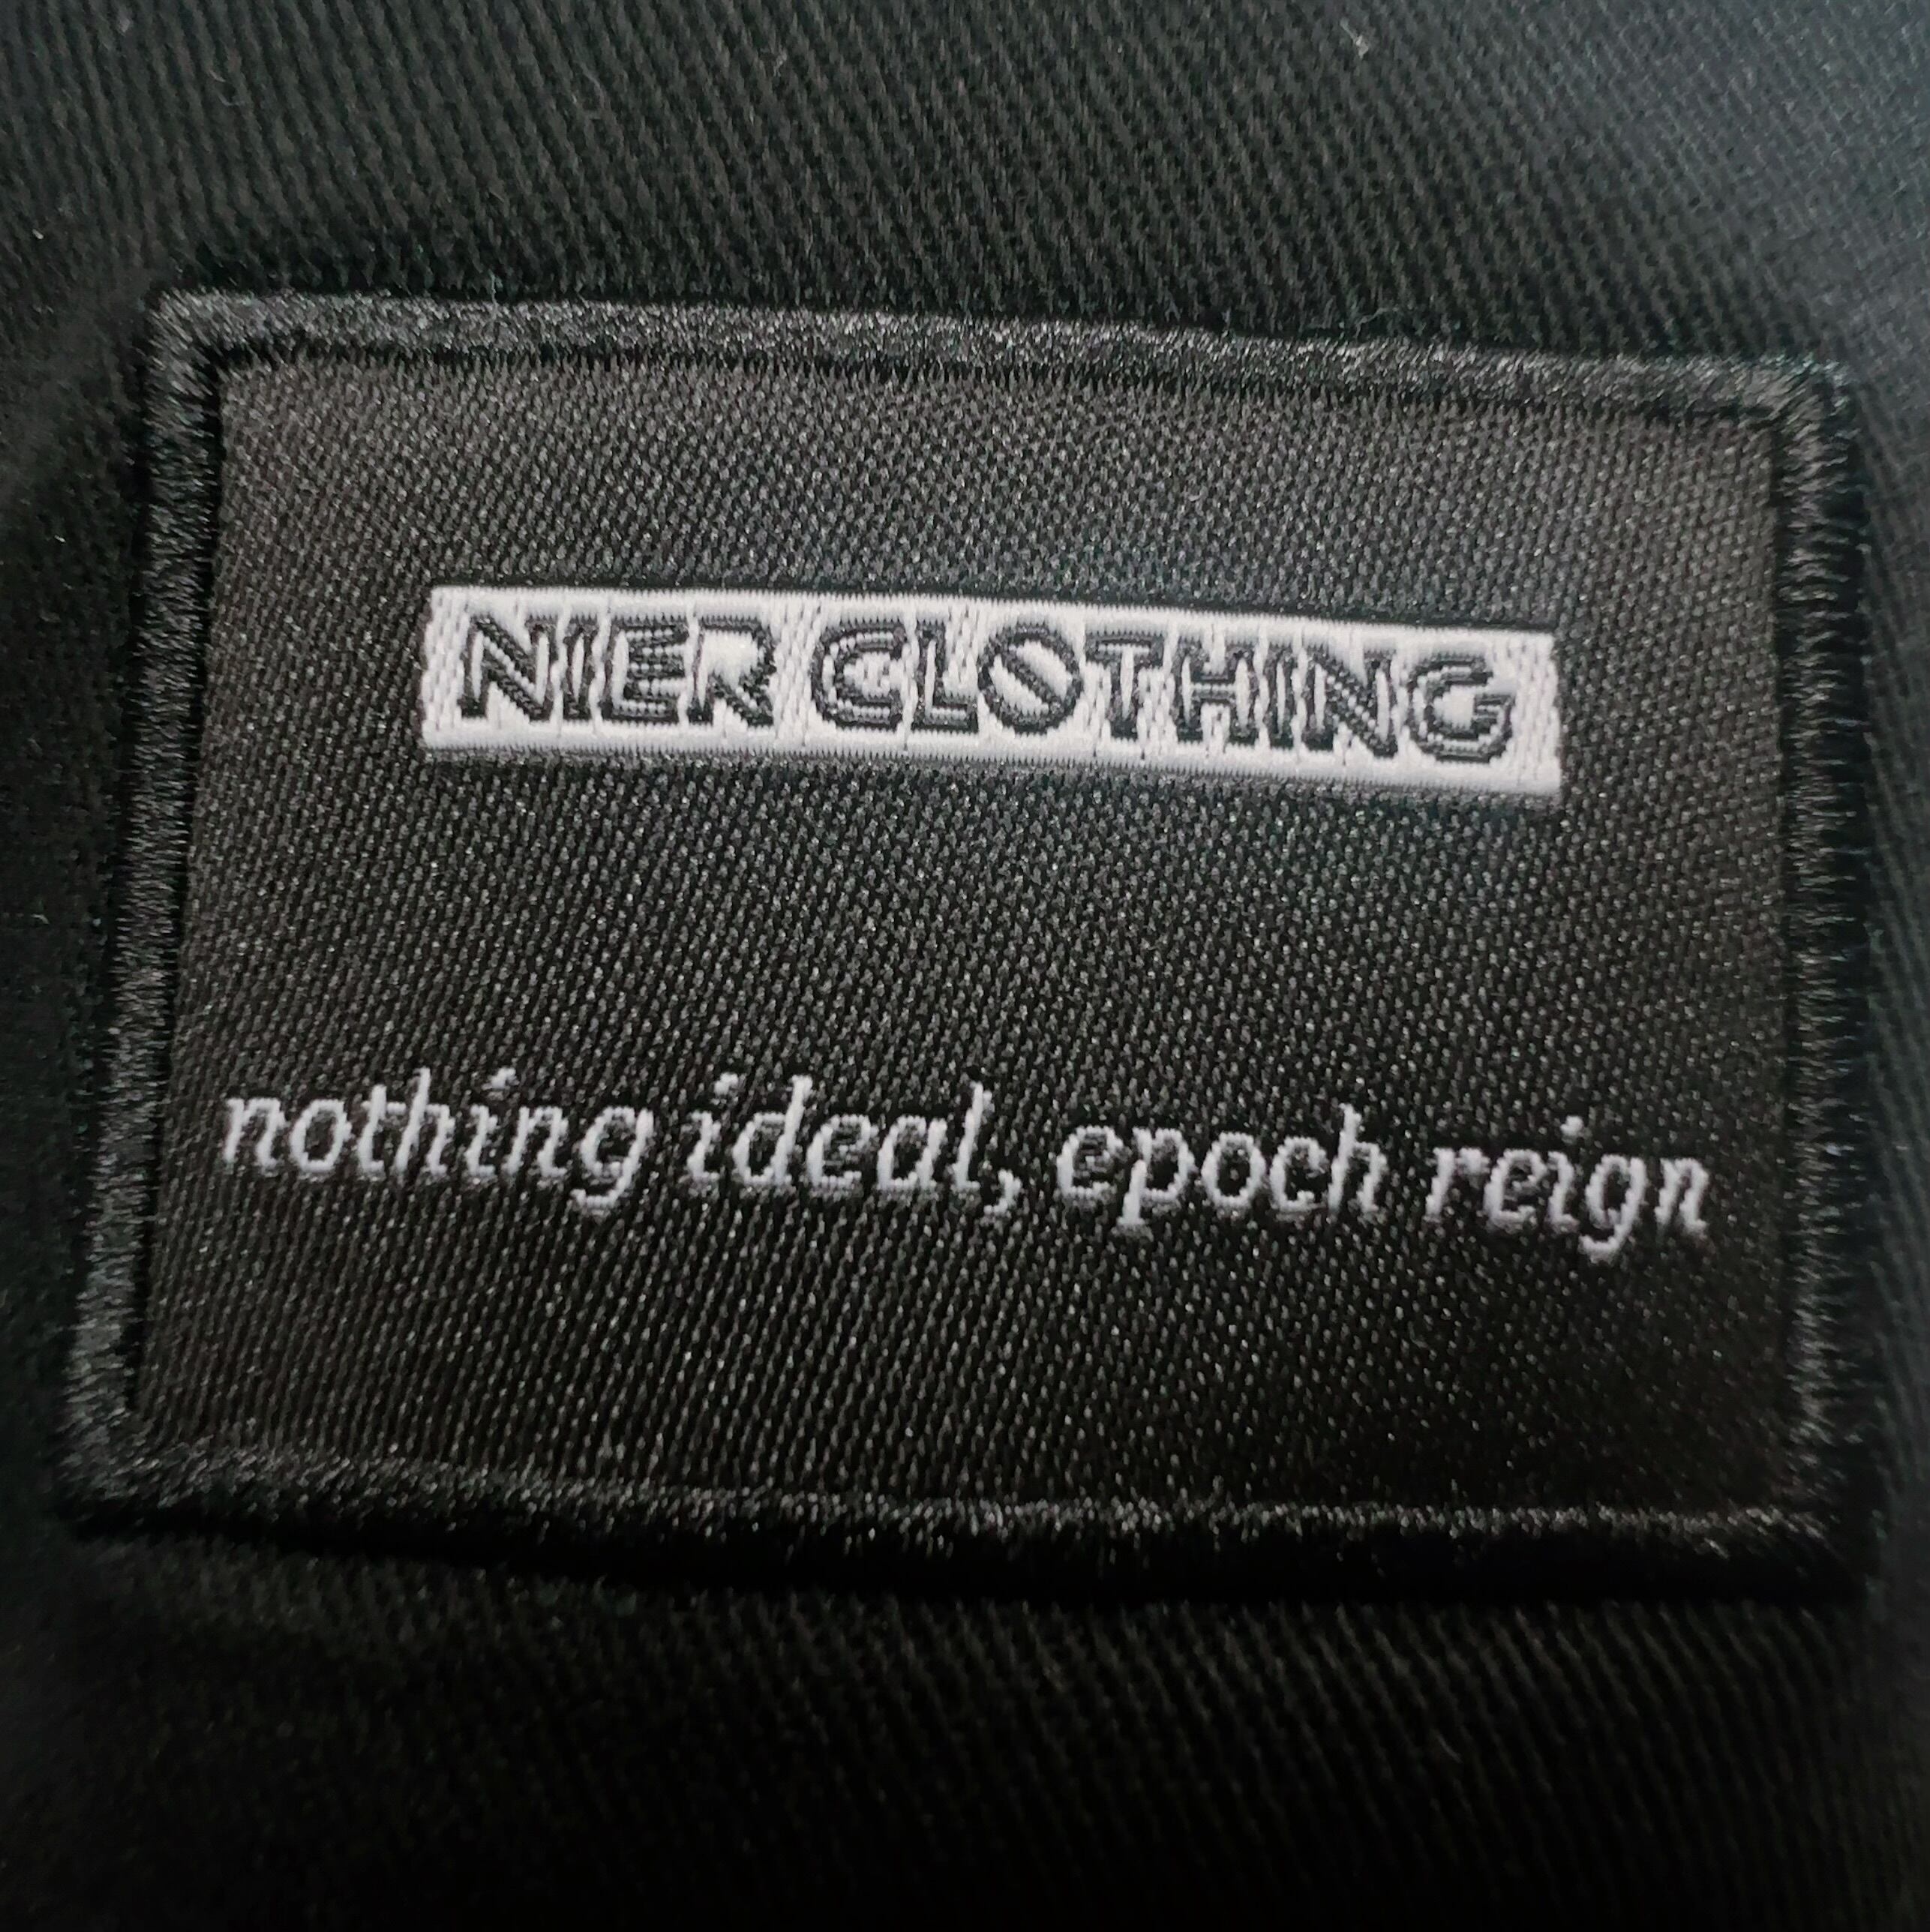 NIER CLOTHING
nothing ideal, epoch reign